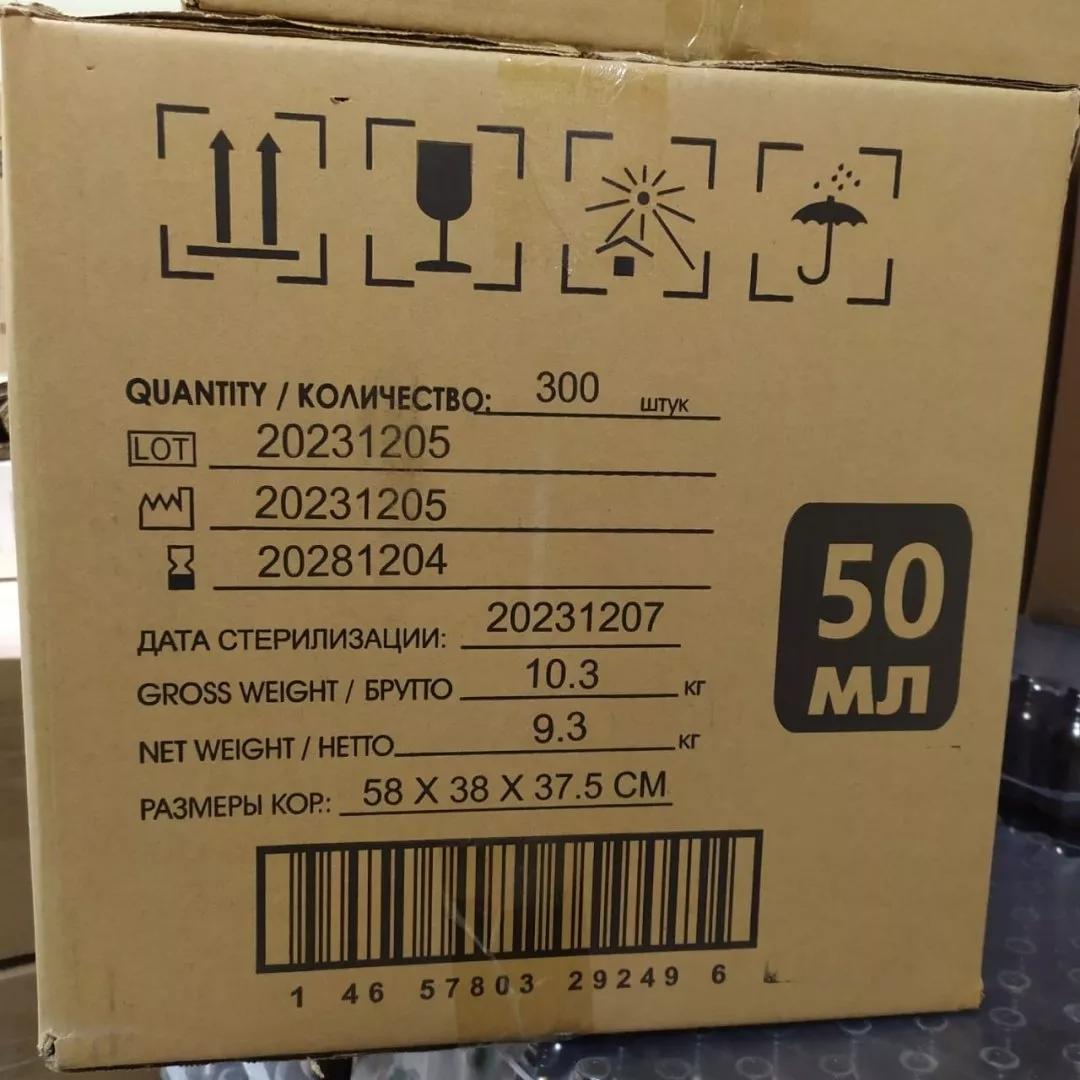 QUANTITY / КОЛИЧЕСТВО: 300 штук
LOT 20231205
20231205
20281204
ДАТА СТЕРИЛИЗАЦИИ: 20231207
GROSS WEIGHT / БРУТТО 10.3 кг
NET WEIGHT / НЕТТО 9.3 кг
РАЗМЕРЫ КОР.: 58 X 38 X 37.5 CM
50
МЛ
1 46 57803 29249 6